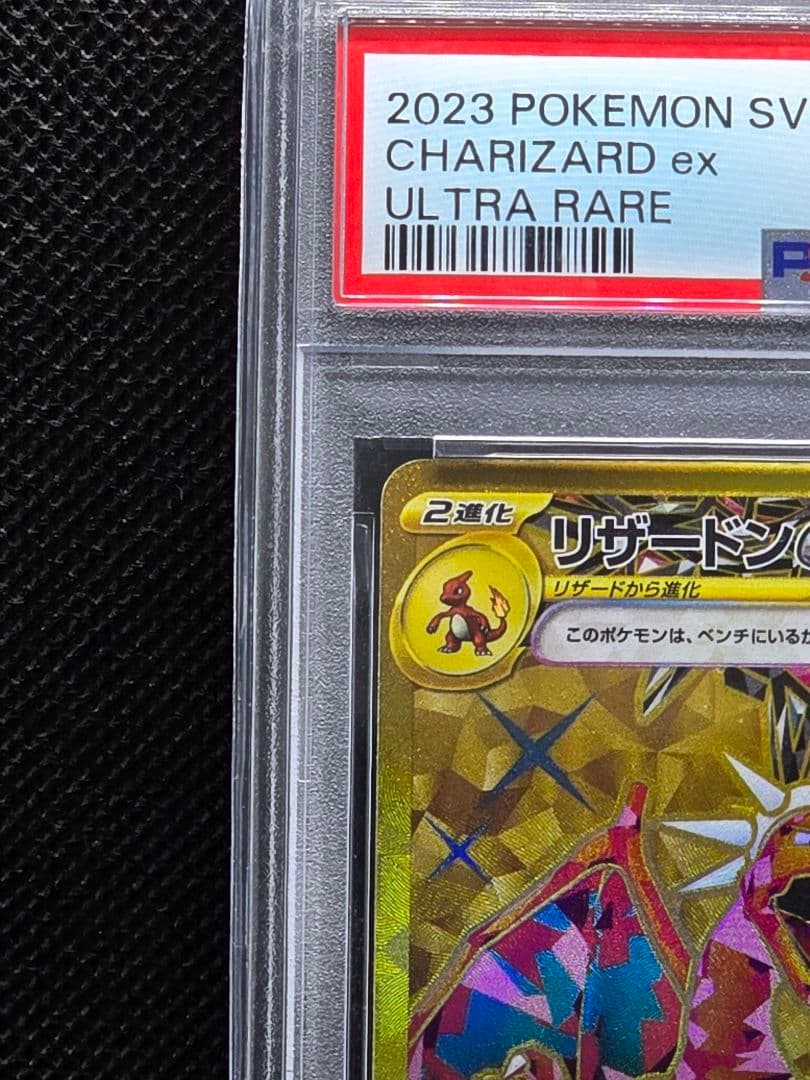 2023 POKEMON SV
CHARIZARD ex
ULTRA RARE
2進化
リザードン
リザードから進化
このポケモンは、ベンチにいるか